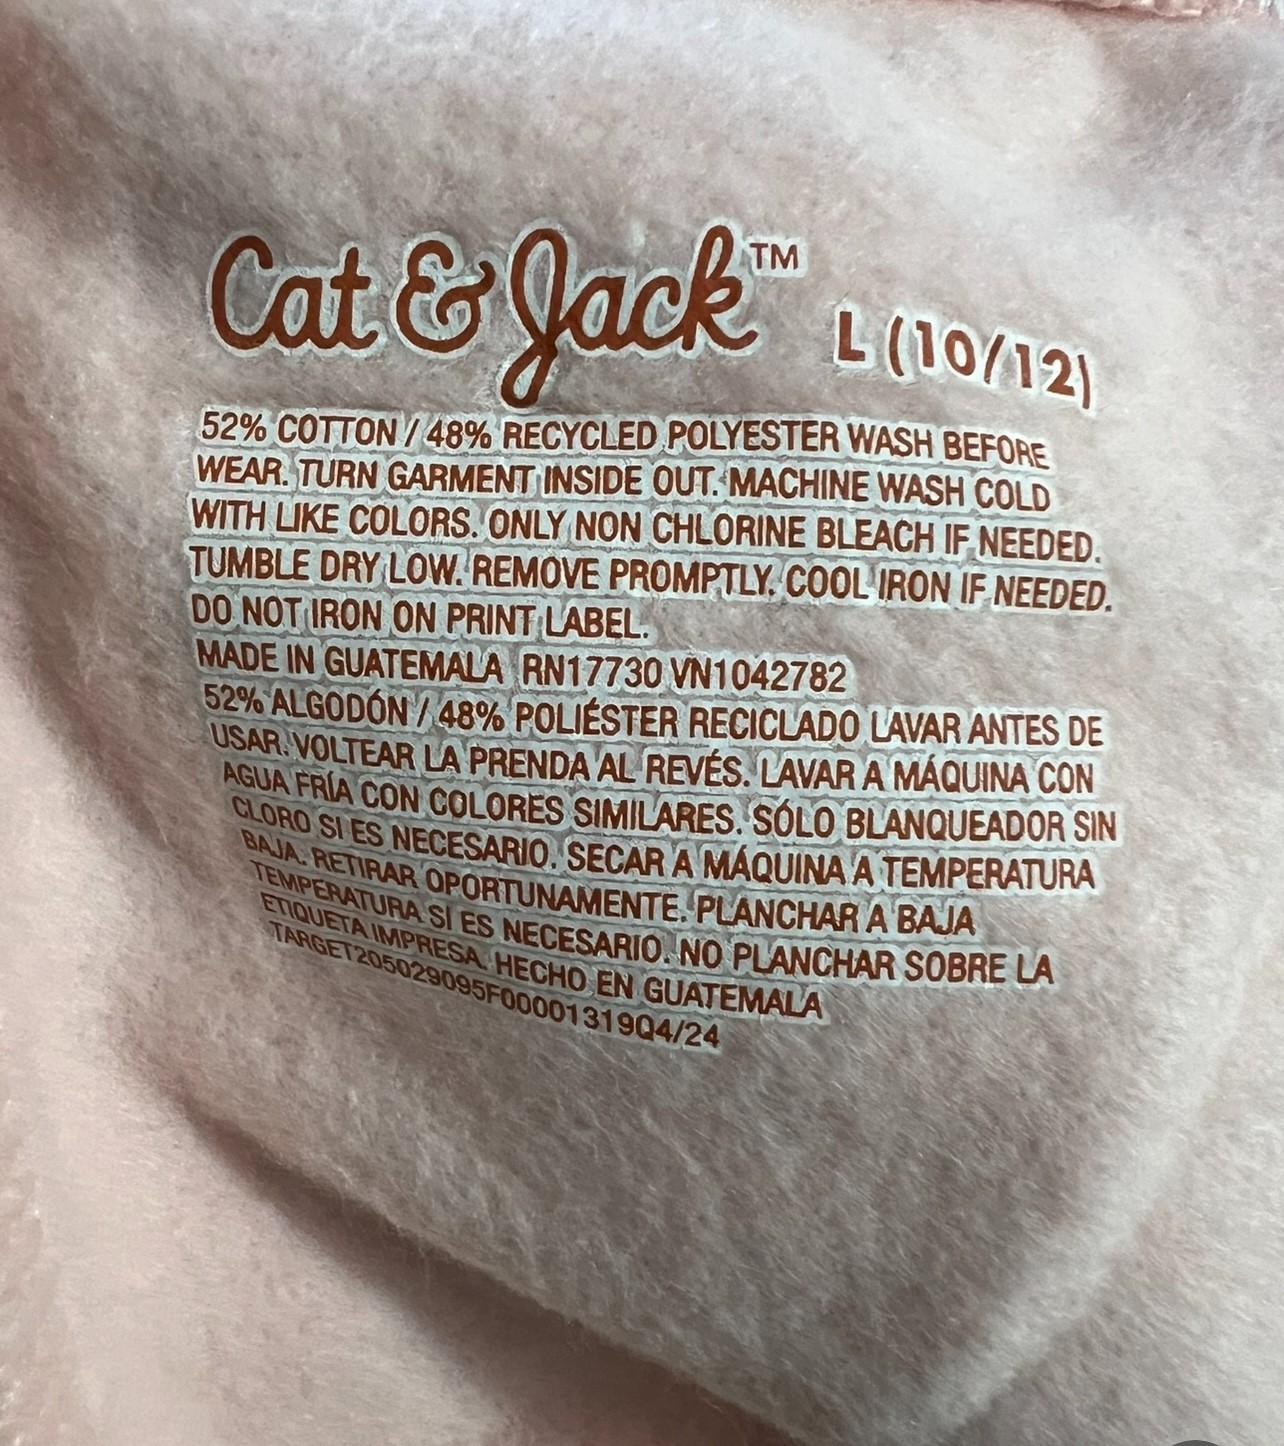 Cat & Jack™ L (10/12)
52% COTTON / 48% RECYCLED POLYESTER WASH BEFORE
WEAR. TURN GARMENT INSIDE OUT. MACHINE WASH COLD
WITH LIKE COLORS. ONLY NON CHLORINE BLEACH IF NEEDED.
TUMBLE DRY LOW. REMOVE PROMPTLY. COOL IRON IF NEEDED.
DO NOT IRON ON PRINT LABEL.
MADE IN GUATEMALA RN17730 VN1042782
52% ALGODÓN / 48% POLIÉSTER RECICLADO LAVAR ANTES DE
USAR. VOLTEAR LA PRENDA AL REVÉS. LAVAR A MÁQUINA CON
AGUA FRÍA CON COLORES SIMILARES. SÓLO BLANQUEADOR SIN
CLORO SI ES NECESARIO. SECAR A MÁQUINA A TEMPERATURA
BAJA. RETIRAR OPORTUNAMENTE. PLANCHAR A BAJA
TEMPERATURA SI ES NECESARIO. NO PLANCHAR SOBRE LA
ETIQUETA IMPRESA. HECHO EN GUATEMALA
TARGET205029095F00001319Q4/24